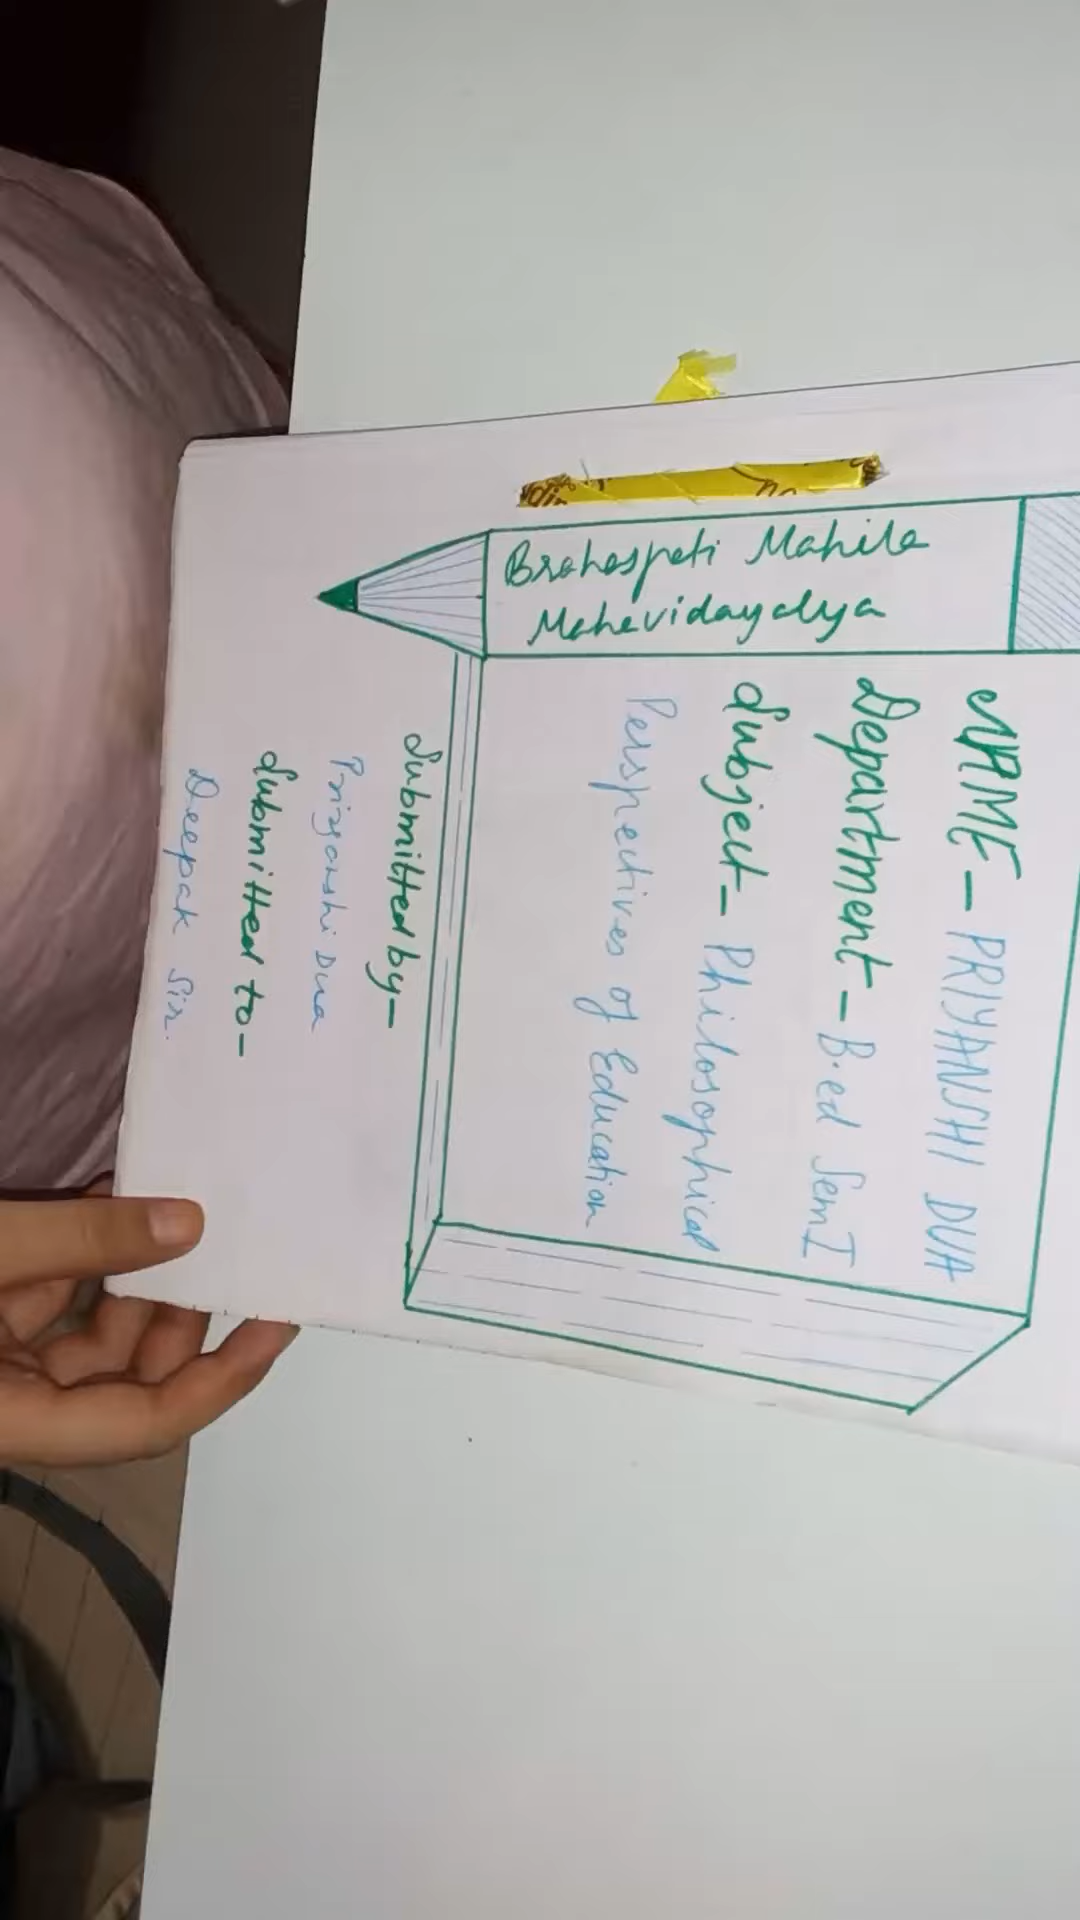 Brahaspati Mahila
Mahavidayalya
NAME - PRIYANSHI DUA
Department - B.ed Sem I
Subject - Philosophical
Perspectives of Education
Submitted by -
Priyanshi Dua
Submitted to -
Deepak Sir.